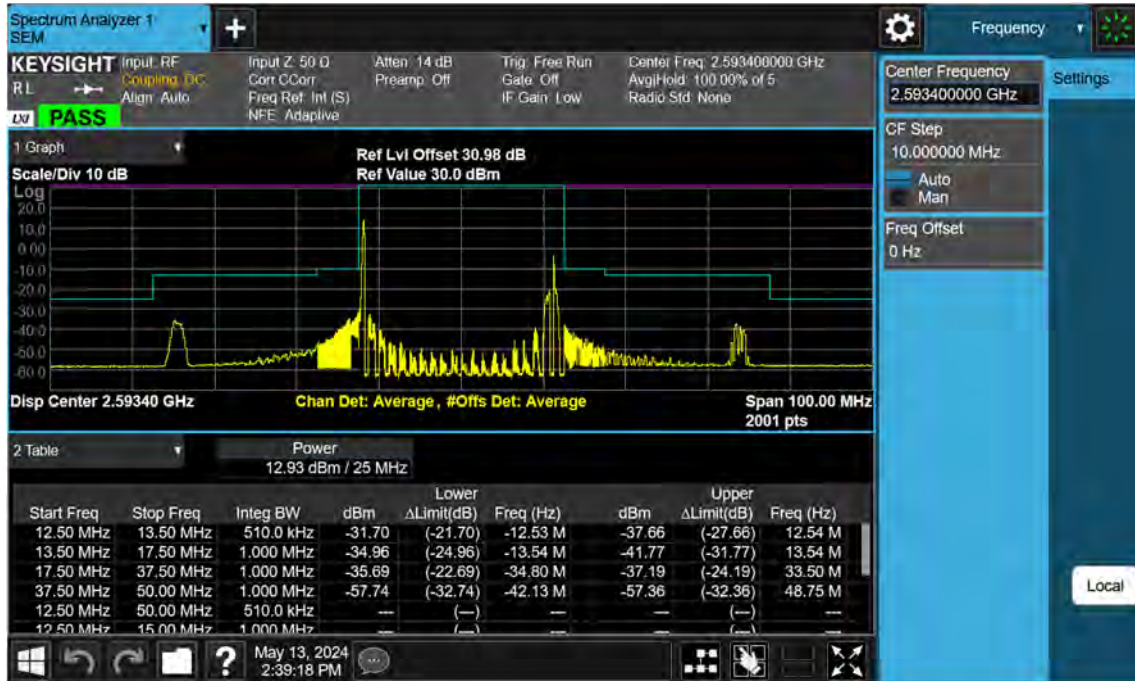 Spectrum Analyzer 1
SEM
Frequency
KEYSIGHT
R L
LXI
PASS
Input: RF
Coupling: DC
Align: Auto
Input Z: 50 Ω
Corr CCorr
Freq Ref: Int (S)
NFE: Adaptive
Atten: 14 dB
Preamp: Off
Trig: Free Run
Gate: Off
IF Gain: Low
Center Freq: 2.593400000 GHz
Avg|Hold: 100.00% of 5
Radio Std: None
Center Frequency
2.593400000 GHz
Settings
CF Step
10.000000 MHz
Auto
Man
Freq Offset
0 Hz
1 Graph
Scale/Div 10 dB
Ref Lvl Offset 30.98 dB
Ref Value 30.0 dBm
Log
20.0
10.0
0.00
-10.0
-20.0
-30.0
-40.0
-50.0
-60.0
Disp Center 2.59340 GHz
Chan Det: Average, #Offs Det: Average
Span 100.00 MHz
2001 pts
2 Table
Power
12.93 dBm / 25 MHz
Lower Upper
Start Freq Stop Freq Integ BW dBm ΔLimit(dB) Freq (Hz) dBm ΔLimit(dB) Freq (Hz)
12.50 MHz 13.50 MHz 510.0 kHz -31.70 (-21.70) -12.53 M -37.66 (-27.66) 12.54 M
13.50 MHz 17.50 MHz 1.000 MHz -34.96 (-24.96) -13.54 M -41.77 (-31.77) 13.54 M
17.50 MHz 37.50 MHz 1.000 MHz -35.69 (-22.69) -34.80 M -37.19 (-24.19) 33.50 M
37.50 MHz 50.00 MHz 1.000 MHz -57.74 (-32.74) -42.13 M -57.36 (-32.36) 48.75 M
12.50 MHz 50.00 MHz 510.0 kHz --- (---) --- --- (---) ---
12.50 MHz 15.00 MHz 1.000 MHz --- (---) --- --- (---) ---
Local
?
May 13, 2024
2:39:18 PM